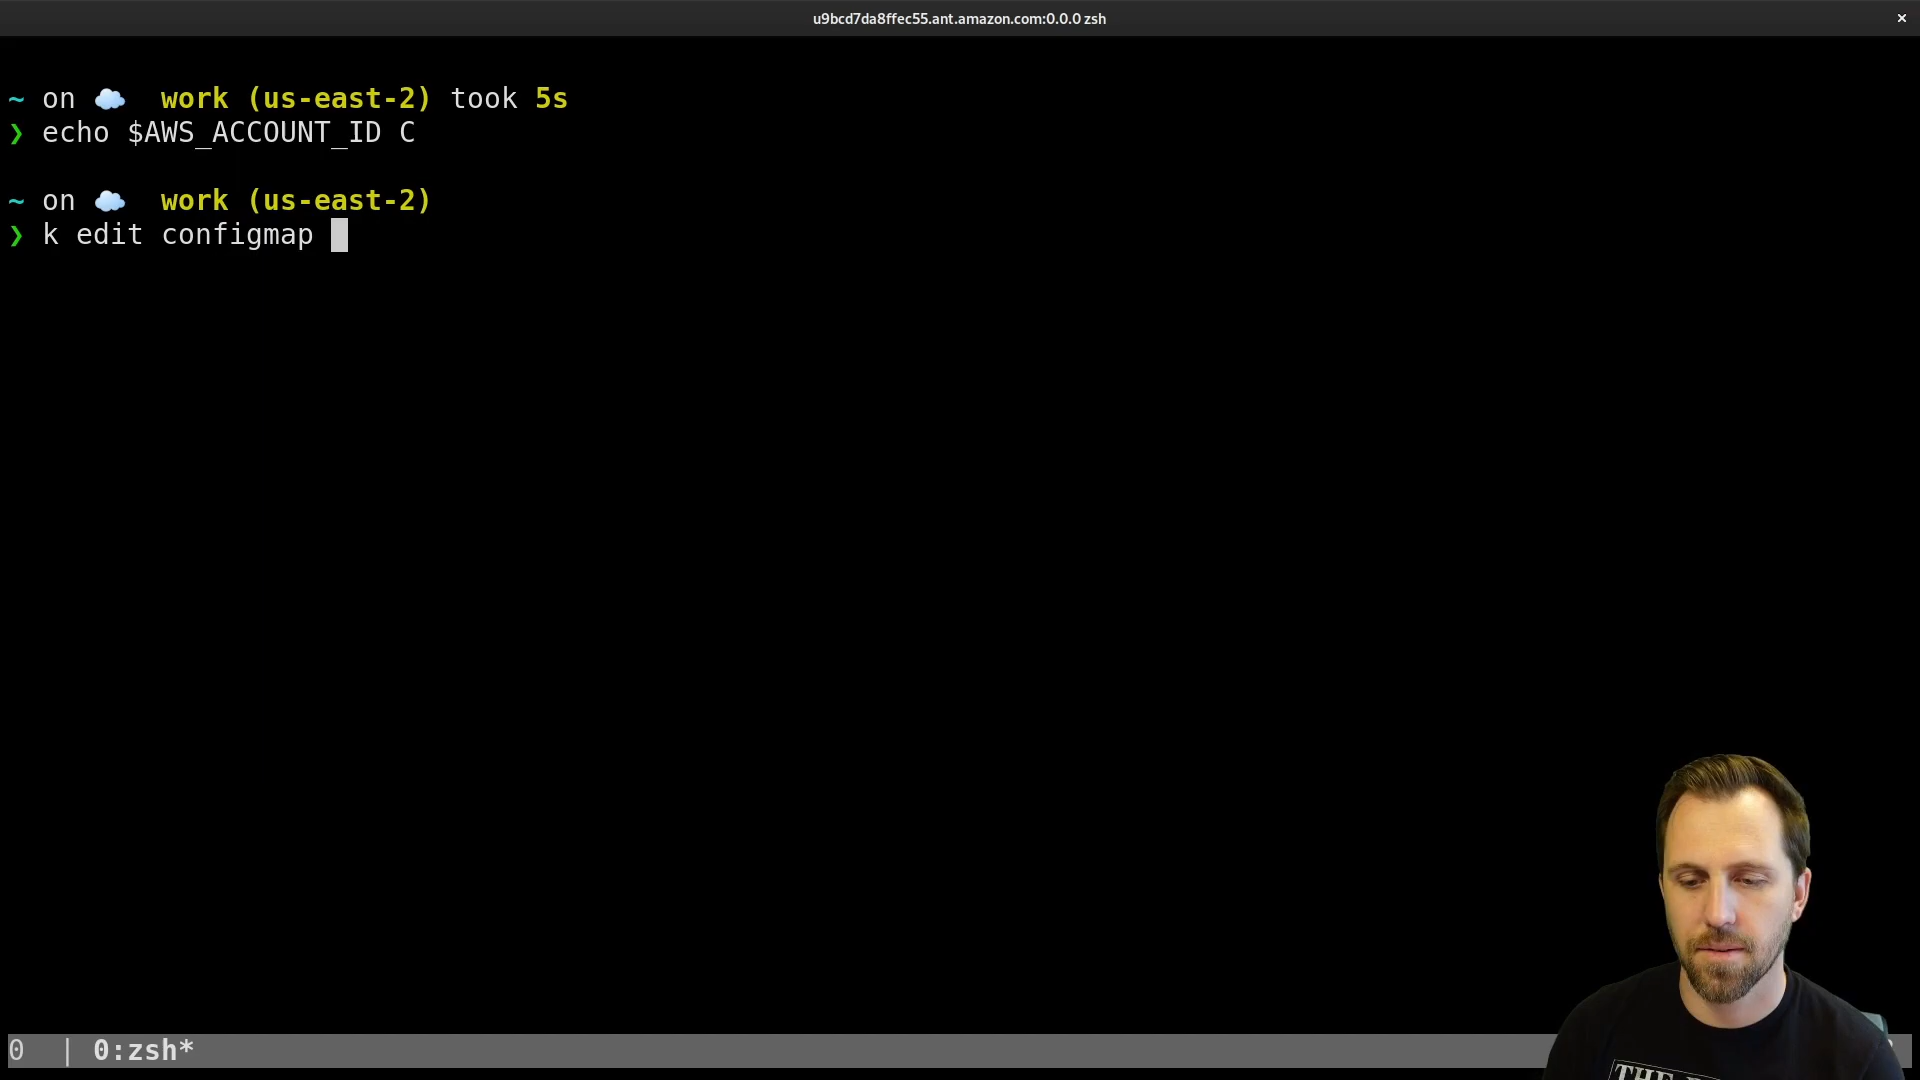 u9bcd7da8ffec55.ant.amazon.com:0.0.0 zsh
~ on work (us-east-2) took 5s
❯ echo $AWS_ACCOUNT_ID C
~ on work (us-east-2)
❯ k edit configmap
0 | 0:zsh*
THE